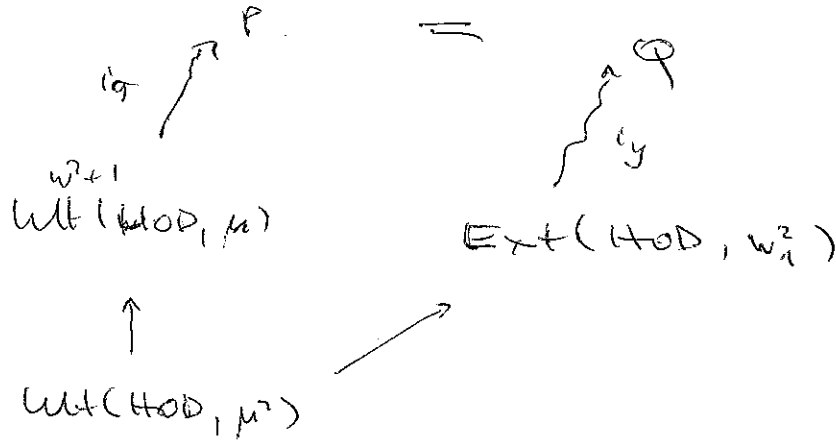 P = Q
i_σ i_y
ω²+1
Ult(HOD, μ) Ext(HOD, ω₁²)
Ult(HOD, μ²)